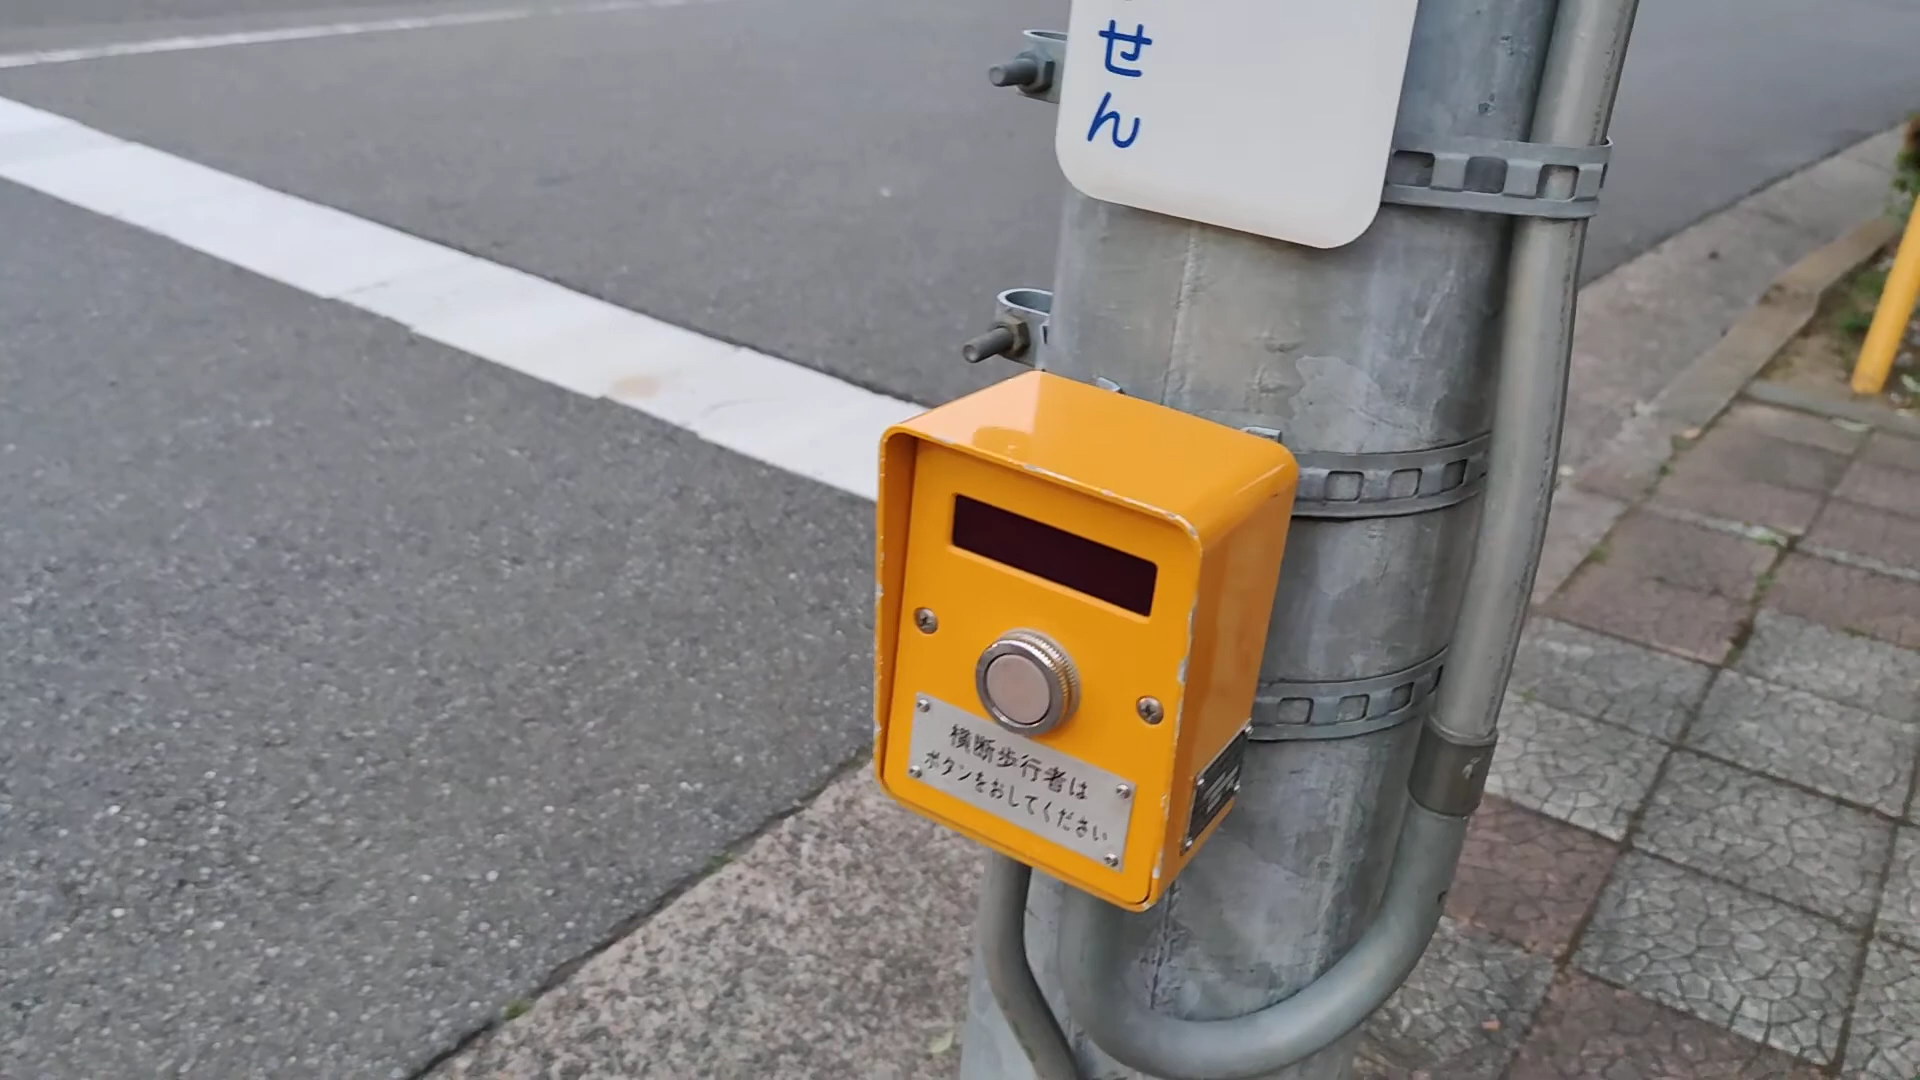 せん
横断歩行者は
ボタンをおしてください